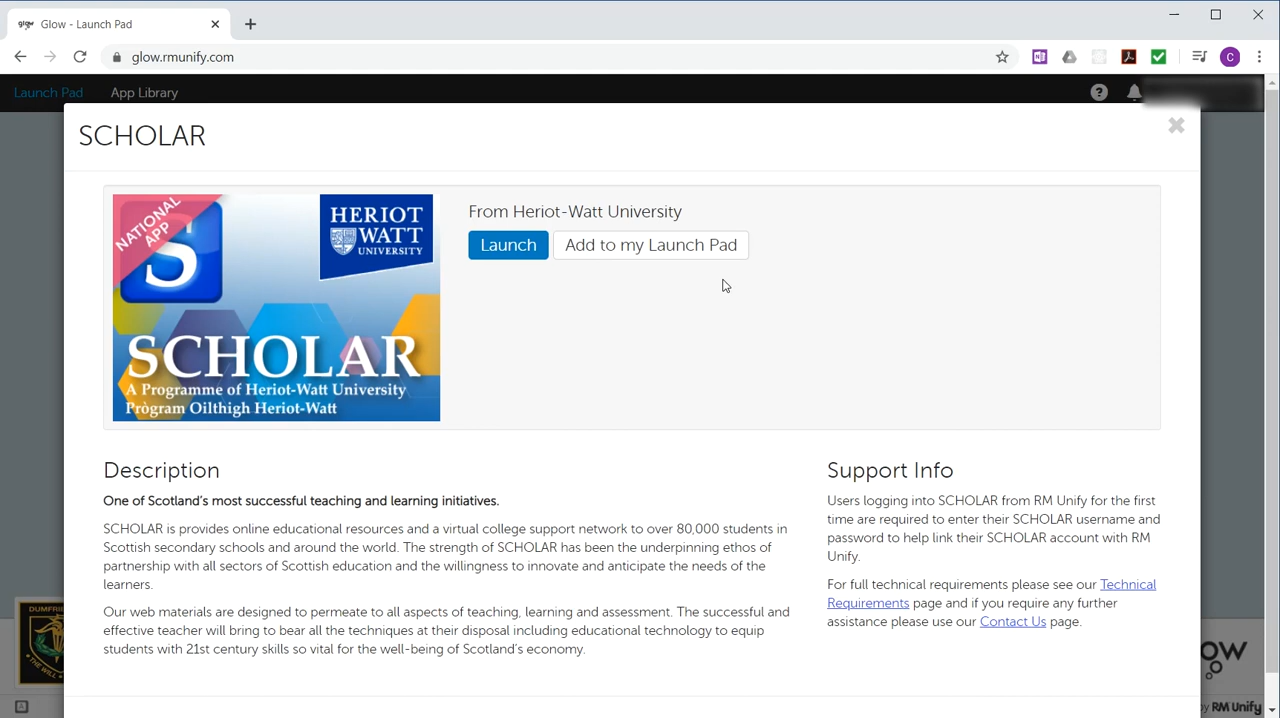 glow Glow - Launch Pad
glow.rmunify.com
C
Launch Pad App Library
SCHOLAR
NATIONAL APP
S
HERIOT
WATT
UNIVERSITY
SCHOLAR
A Programme of Heriot-Watt University
Prògram Oilthigh Heriot-Watt
From Heriot-Watt University
Launch Add to my Launch Pad
Description
One of Scotland's most successful teaching and learning initiatives.
SCHOLAR is provides online educational resources and a virtual college support network to over 80,000 students in
Scottish secondary schools and around the world. The strength of SCHOLAR has been the underpinning ethos of
partnership with all sectors of Scottish education and the willingness to innovate and anticipate the needs of the
learners.
Our web materials are designed to permeate to all aspects of teaching, learning and assessment. The successful and
effective teacher will bring to bear all the techniques at their disposal including educational technology to equip
students with 21st century skills so vital for the well-being of Scotland's economy.
Support Info
Users logging into SCHOLAR from RM Unify for the first
time are required to enter their SCHOLAR username and
password to help link their SCHOLAR account with RM
Unify.
For full technical requirements please see our Technical
Requirements page and if you require any further
assistance please use our Contact Us page.
DUMFRIE
THE WILL
OW
by RM Unify